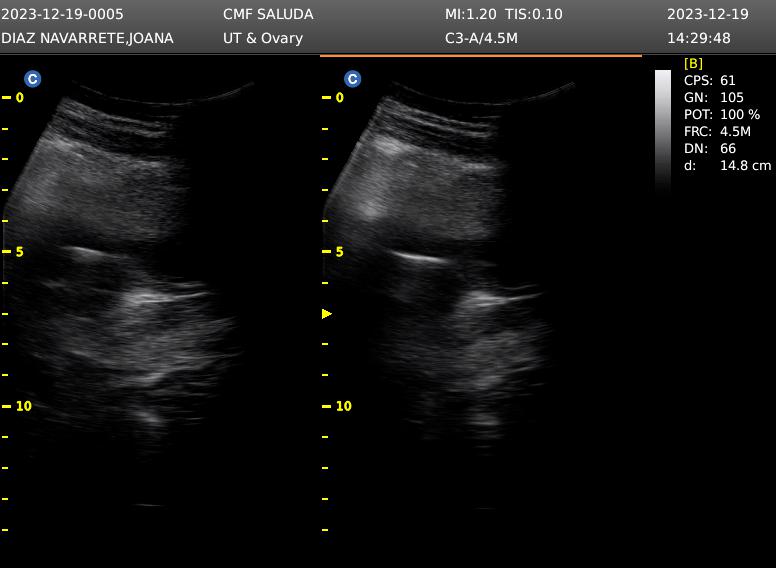 2023-12-19-0005 CMF SALUDA MI:1.20 TIS:0.10 2023-12-19
DIAZ NAVARRETE,JOANA UT & Ovary C3-A/4.5M 14:29:48
C
C
[B]
CPS: 61
GN: 105
POT: 100 %
FRC: 4.5M
DN: 66
d: 14.8 cm
0
5
10
0
5
10